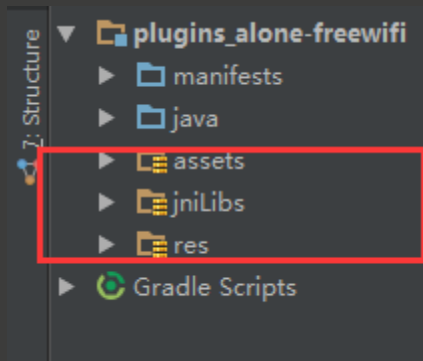 plugins_alone-freewifi
manifests
java
assets
jniLibs
res
Gradle Scripts
7: Structure